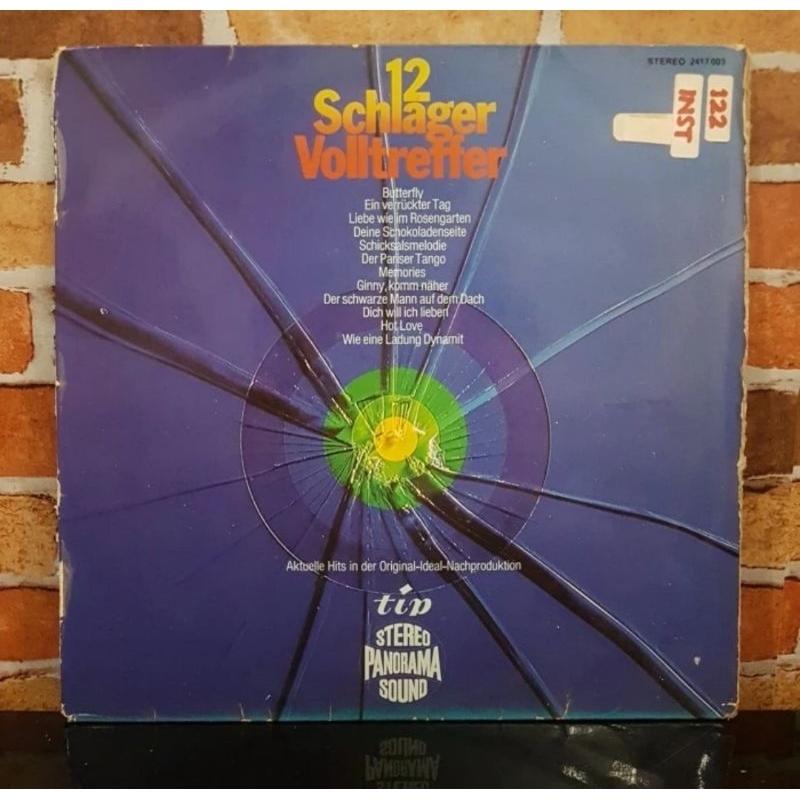 STEREO 2417 003
122
INST
12
Schlager
Volltreffer
Butterfly
Ein verrückter Tag
Liebe wie im Rosengarten
Deine Schokoladenseite
Schicksalsmelodie
Der Pariser Tango
Memories
Ginny, komm näher
Der schwarze Mann auf dem Dach
Dich will ich lieben
Hot Love
Wie eine Ladung Dynamit
Aktuelle Hits in der Original-Ideal-Nachproduktion
tip
STEREO
PANORAMA
SOUND